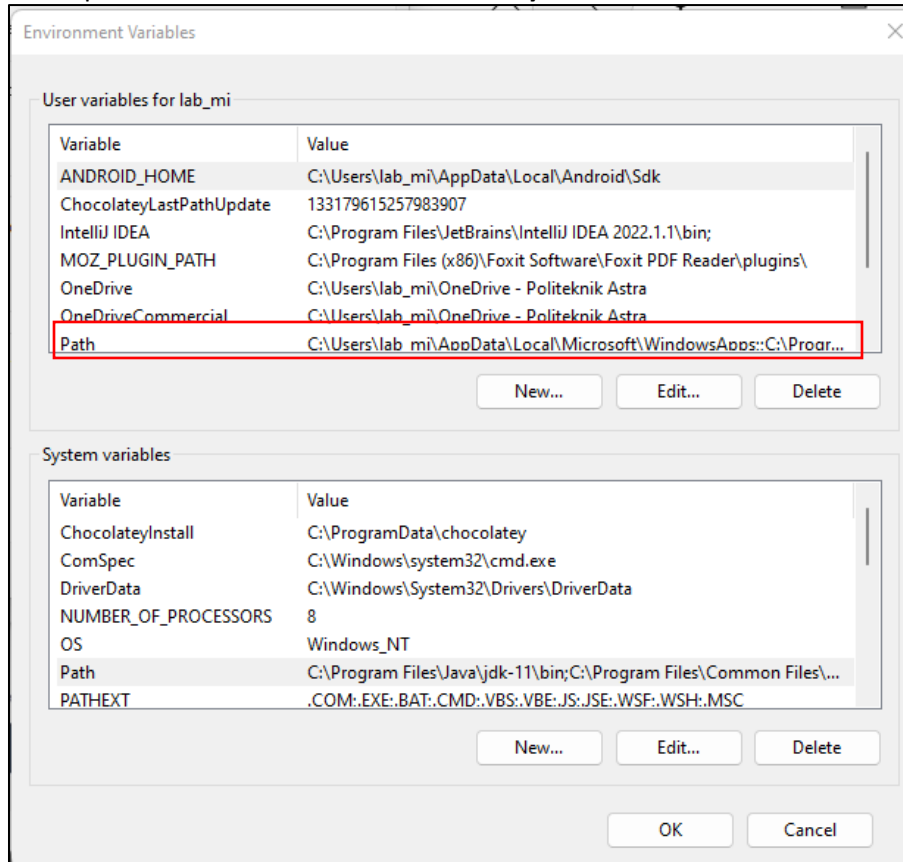 Environment Variables
User variables for lab_mi
Variable Value
ANDROID_HOME C:\Users\lab_mi\AppData\Local\Android\Sdk
ChocolateyLastPathUpdate 133179615257983907
IntelliJ IDEA C:\Program Files\JetBrains\IntelliJ IDEA 2022.1.1\bin;
MOZ_PLUGIN_PATH C:\Program Files (x86)\Foxit Software\Foxit PDF Reader\plugins\
OneDrive C:\Users\lab_mi\OneDrive - Politeknik Astra
OneDriveCommercial C:\Users\lab_mi\OneDrive - Politeknik Astra
Path C:\Users\lab_mi\AppData\Local\Microsoft\WindowsApps;;C:\Progr...
New... Edit... Delete
System variables
Variable Value
ChocolateyInstall C:\ProgramData\chocolatey
ComSpec C:\Windows\system32\cmd.exe
DriverData C:\Windows\System32\Drivers\DriverData
NUMBER_OF_PROCESSORS 8
OS Windows_NT
Path C:\Program Files\Java\jdk-11\bin;C:\Program Files\Common Files\...
PATHEXT .COM;.EXE;.BAT;.CMD;.VBS;.VBE;.JS;.JSE;.WSF;.WSH;.MSC
New... Edit... Delete
OK Cancel